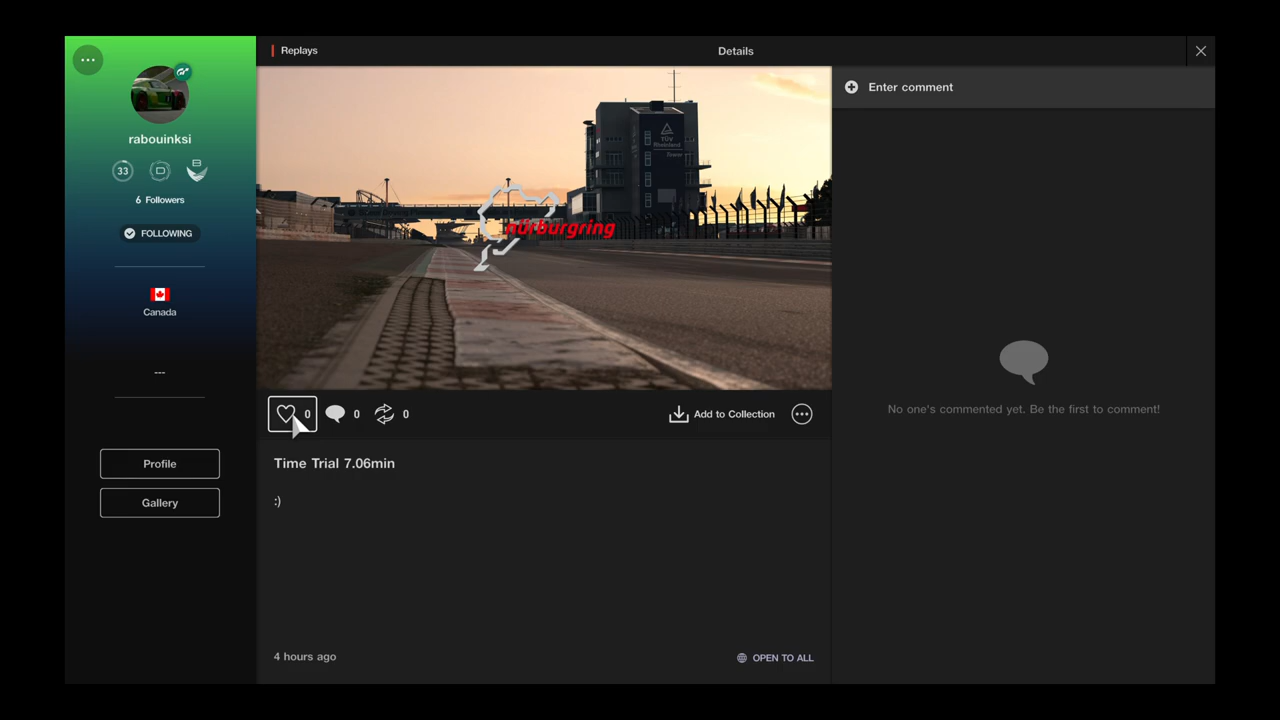 Replays
Details
rabouinksi
33
D
B
6 Followers
FOLLOWING
Canada
---
Profile
Gallery
TÜV
Rheinland
nürburgring
0
0
0
Add to Collection
Time Trial 7.06min
:)
4 hours ago
OPEN TO ALL
Enter comment
No one's commented yet. Be the first to comment!